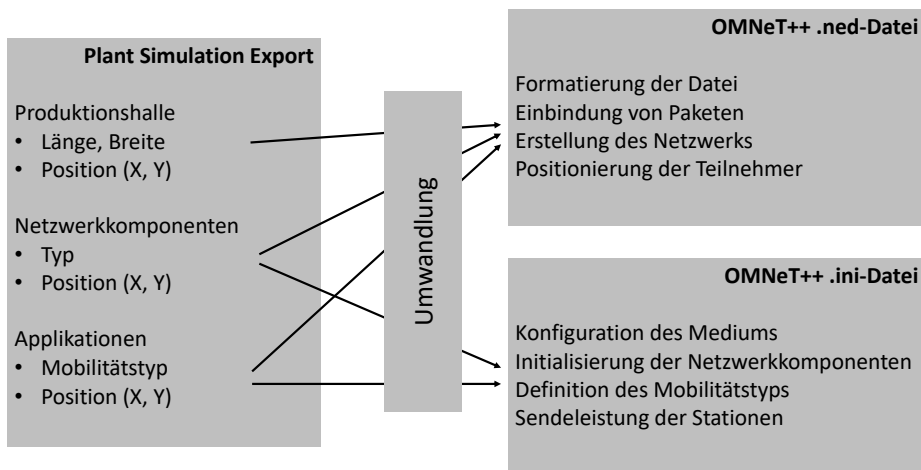 Plant Simulation Export
Produktionshalle
• Länge, Breite
• Position (X, Y)
Netzwerkkomponenten
• Typ
• Position (X, Y)
Applikationen
• Mobilitätstyp
• Position (X, Y)
Umwandlung
OMNeT++ .ned-Datei
Formatierung der Datei
Einbindung von Paketen
Erstellung des Netzwerks
Positionierung der Teilnehmer
OMNeT++ .ini-Datei
Konfiguration des Mediums
Initialisierung der Netzwerkkomponenten
Definition des Mobilitätstyps
Sendeleistung der Stationen